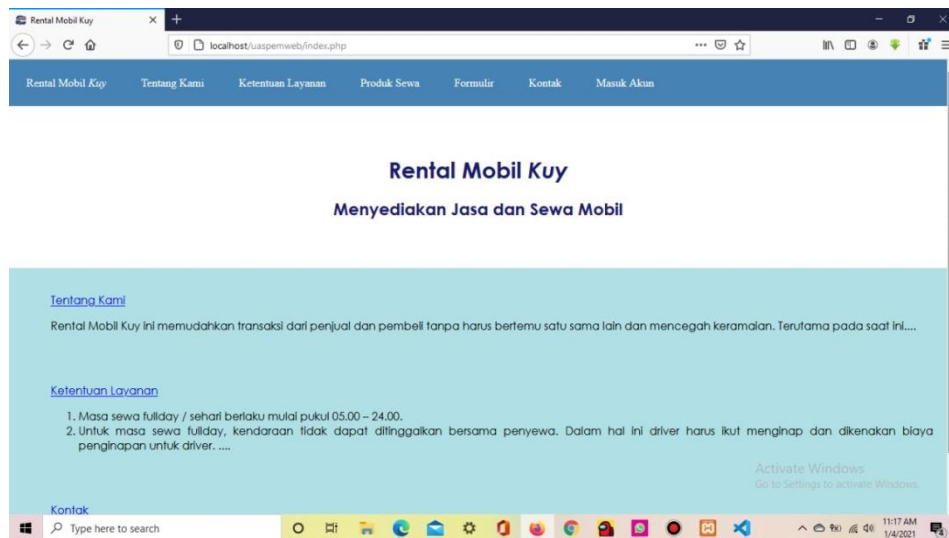 Rental Mobil Kuy
localhost/uaspemweb/index.php
Rental Mobil Kuy Tentang Kami Ketentuan Layanan Produk Sewa Formulir Kontak Masuk Akun
Rental Mobil Kuy
Menyediakan Jasa dan Sewa Mobil
Tentang Kami
Rental Mobil Kuy ini memudahkan transaksi dari penjual dan pembeli tanpa harus bertemu satu sama lain dan mencegah keramaian. Terutama pada saat ini....
Ketentuan Layanan
1. Masa sewa fullday / sehari berlaku mulai pukul 05.00 – 24.00.
2. Untuk masa sewa fullday, kendaraan tidak dapat ditinggalkan bersama penyewa. Dalam hal ini driver harus ikut menginap dan dikenakan biaya
penginapan untuk driver. ....
Activate Windows
Go to Settings to activate Windows.
Kontak
Type here to search
11:17 AM
1/4/2021